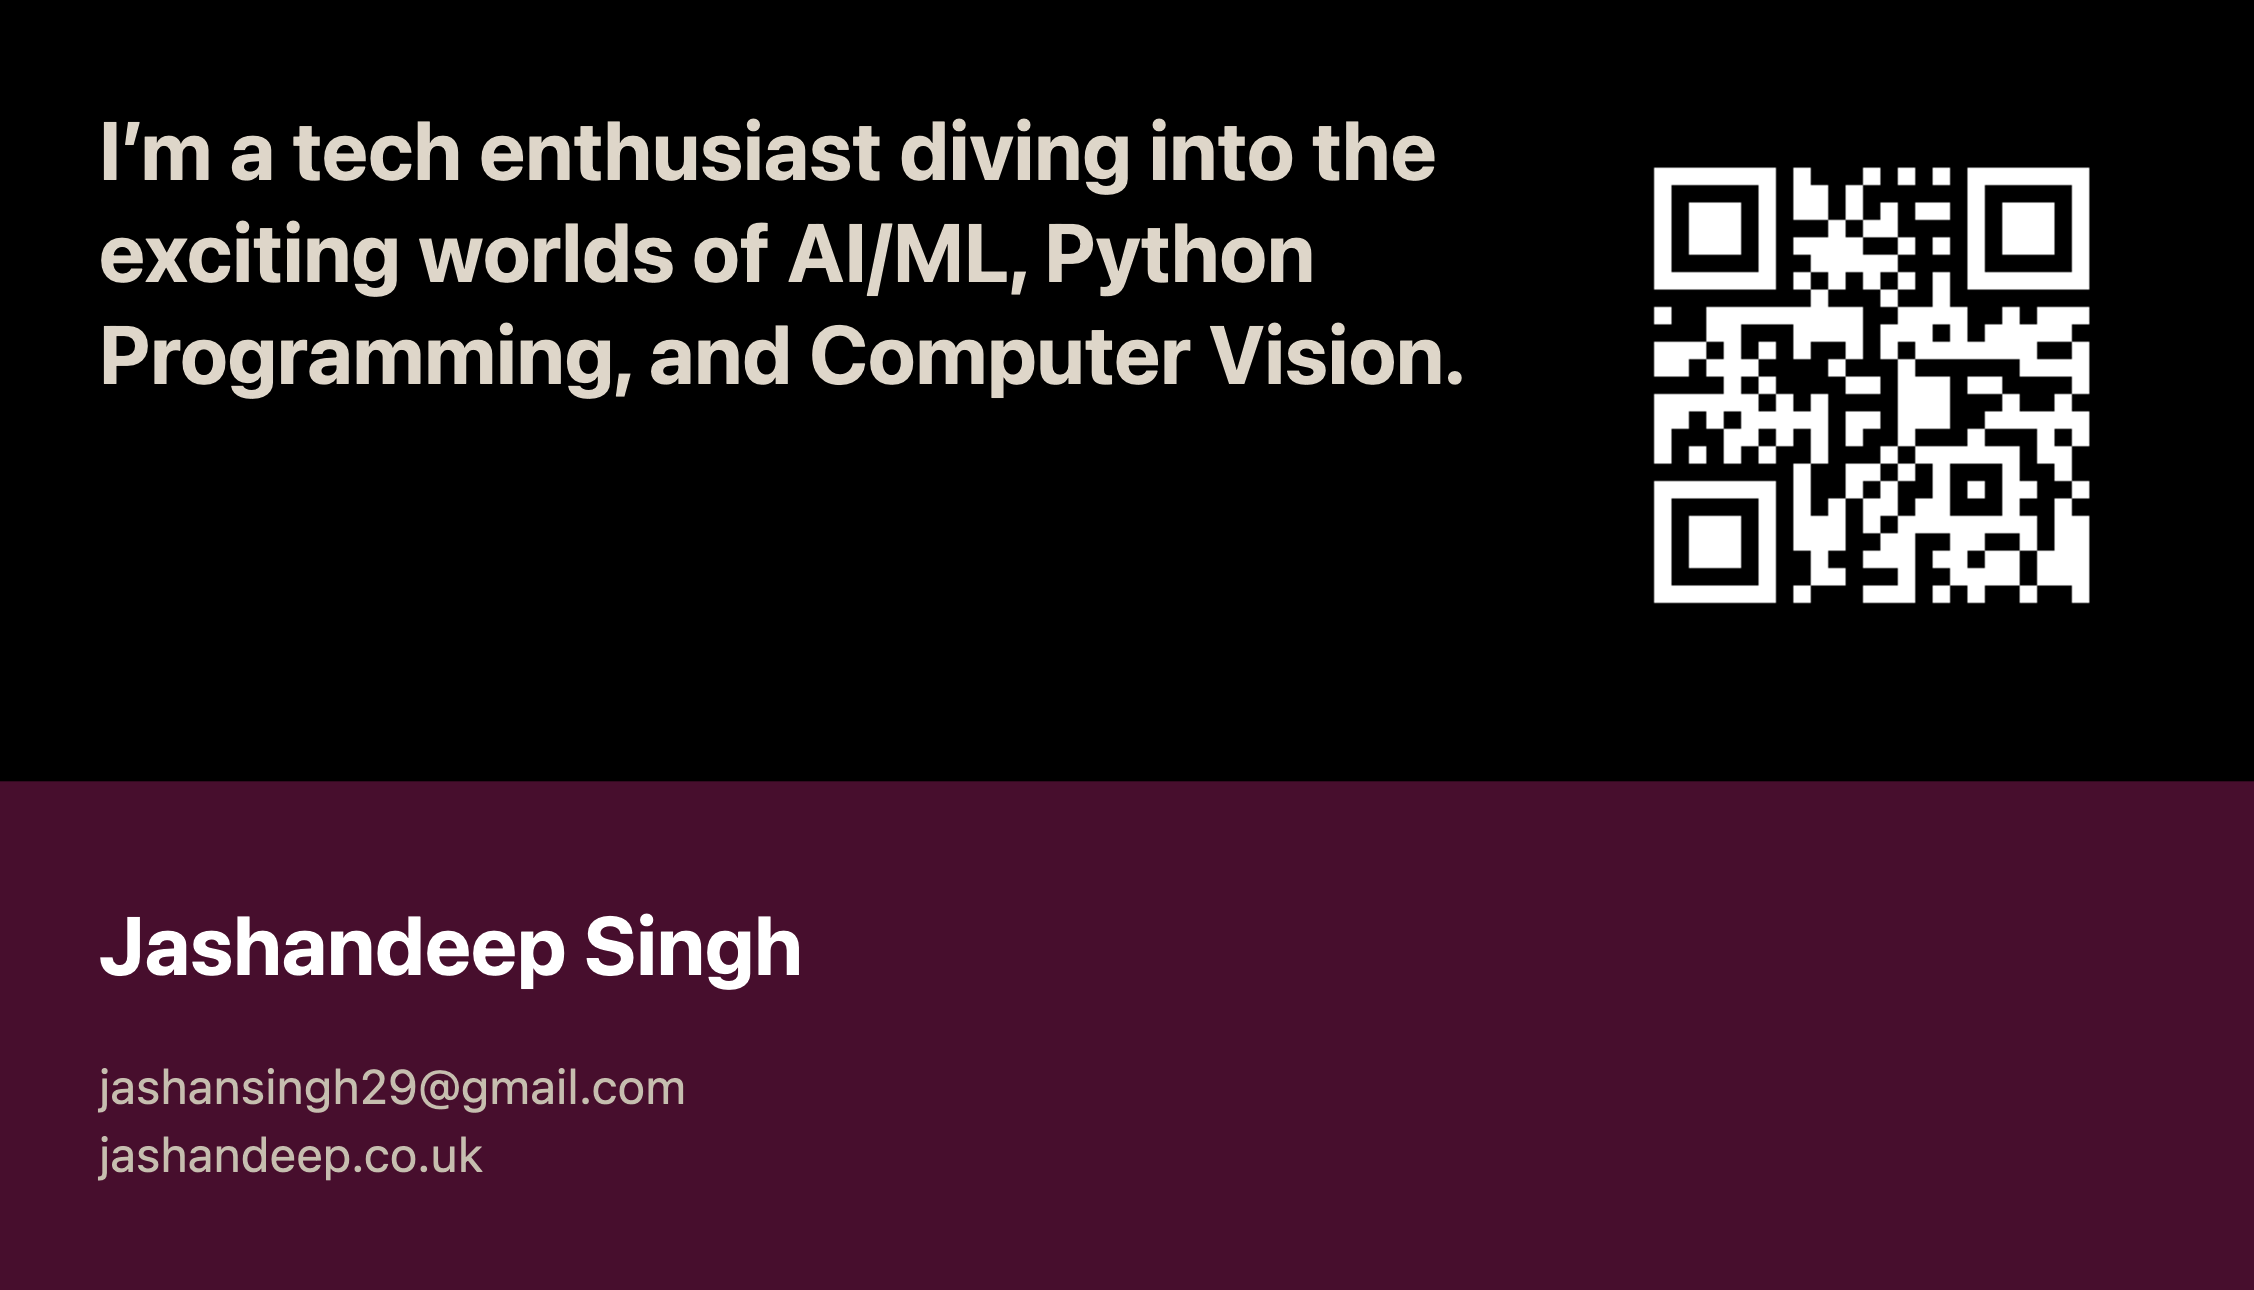 I’m a tech enthusiast diving into the
exciting worlds of AI/ML, Python
Programming, and Computer Vision.
Jashandeep Singh
jashansingh29@gmail.com
jashandeep.co.uk